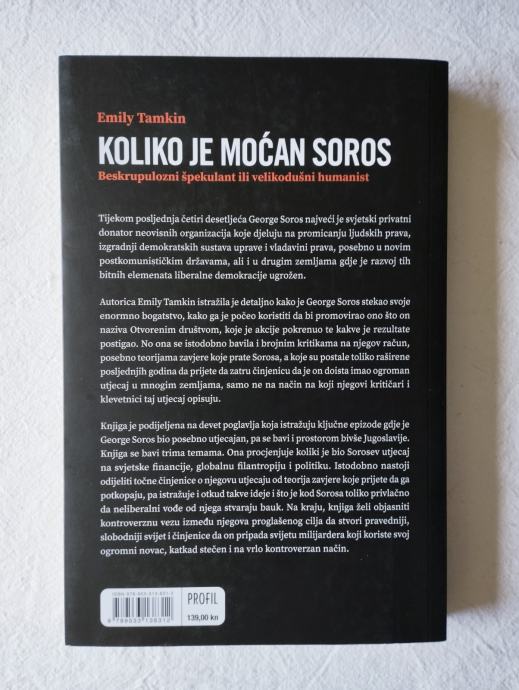 Emily Tamkin
KOLIKO JE MOĆAN SOROS
Beskrupulozni špekulant ili velikodušni humanist
Tijekom posljednja četiri desetljeća George Soros najveći je svjetski privatni
donator neovisnih organizacija koje djeluju na promicanju ljudskih prava,
izgradnji demokratskih sustava uprave i vladavini prava, posebno u novim
postkomunističkim državama, ali i u drugim zemljama gdje je razvoj tih
bitnih elemenata liberalne demokracije ugrožen.
Autorica Emily Tamkin istražila je detaljno kako je George Soros stekao svoje
enormno bogatstvo, kako ga je počeo koristiti da bi promovirao ono što on
naziva Otvorenim društvom, koje je akcije pokrenuo te kakve je rezultate
postigao. No ona se istodobno bavila i brojnim kritikama na njegov račun,
posebno teorijama zavjere koje prate Sorosa, a koje su postale toliko raširene
posljednjih godina da prijete da zatru činjenicu da je on doista imao ogroman
utjecaj u mnogim zemljama, samo ne na način na koji njegovi kritičari i
klevetnici taj utjecaj opisuju.
Knjiga je podijeljena na devet poglavlja koja istražuju ključne epizode gdje je
George Soros bio posebno utjecajan, pa se bavi i prostorom bivše Jugoslavije.
Knjiga se bavi trima temama. Ona procjenjuje koliki je bio Sorosev utjecaj
na svjetske financije, globalnu filantropiju i politiku. Istodobno nastoji
odijeliti točne činjenice o njegovu utjecaju od teorija zavjere koje prijete da ga
potkopaju, pa istražuje i otkud takve ideje i što je kod Sorosa toliko privlačno
da neliberalni vođe od njega stvaraju bauk. Na kraju, knjiga želi objasniti
kontroverznu vezu između njegova proglašenog cilja da stvori pravedniji,
slobodniji svijet i činjenice da on pripada svijetu milijardera koji koriste svoj
ogromni novac, katkad stečen i na vrlo kontroverzan način.
PROFIL
139,00 kn